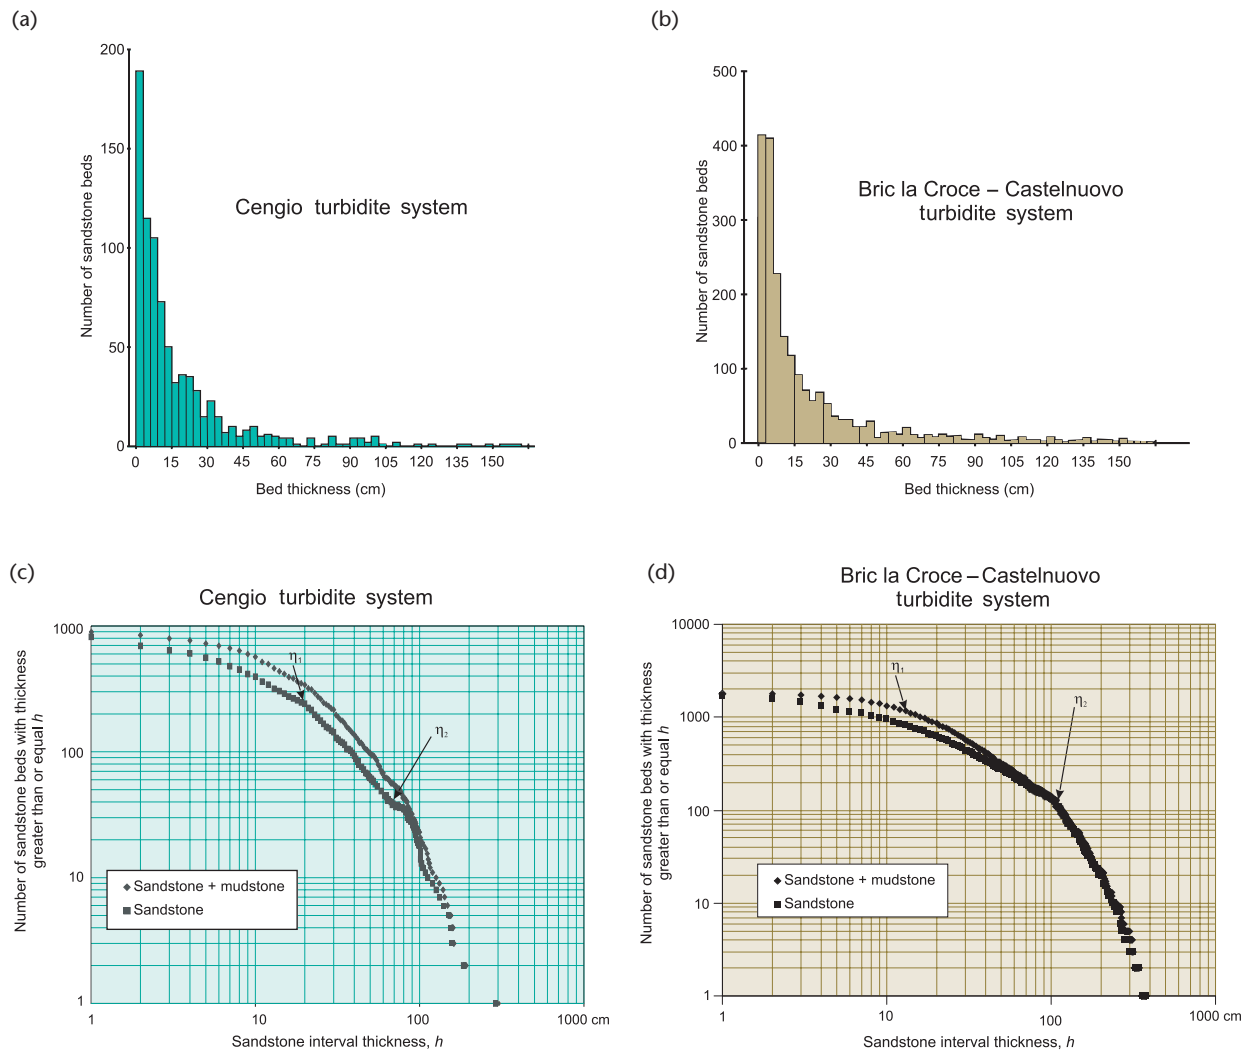 (a)
200
150
100
50
0
Number of sandstone beds
Cengio turbidite system
0 15 30 45 60 75 90 105 120 135 150
Bed thickness (cm)
(b)
500
400
300
200
100
0
Number of sandstone beds
Bric la Croce – Castelnuovo
turbidite system
0 15 30 45 60 75 90 105 120 135 150
Bed thickness (cm)
(c)
Cengio turbidite system
1000
100
10
1
Number of sandstone beds with thickness
greater than or equal h
η1
η2
Sandstone + mudstone
Sandstone
1 10 100 1000 cm
Sandstone interval thickness, h
(d)
Bric la Croce – Castelnuovo
turbidite system
10000
1000
100
10
1
Number of sandstone beds with thickness
greater than or equal h
η1
η2
Sandstone + mudstone
Sandstone
1 10 100 1000 cm
Sandstone interval thickness, h